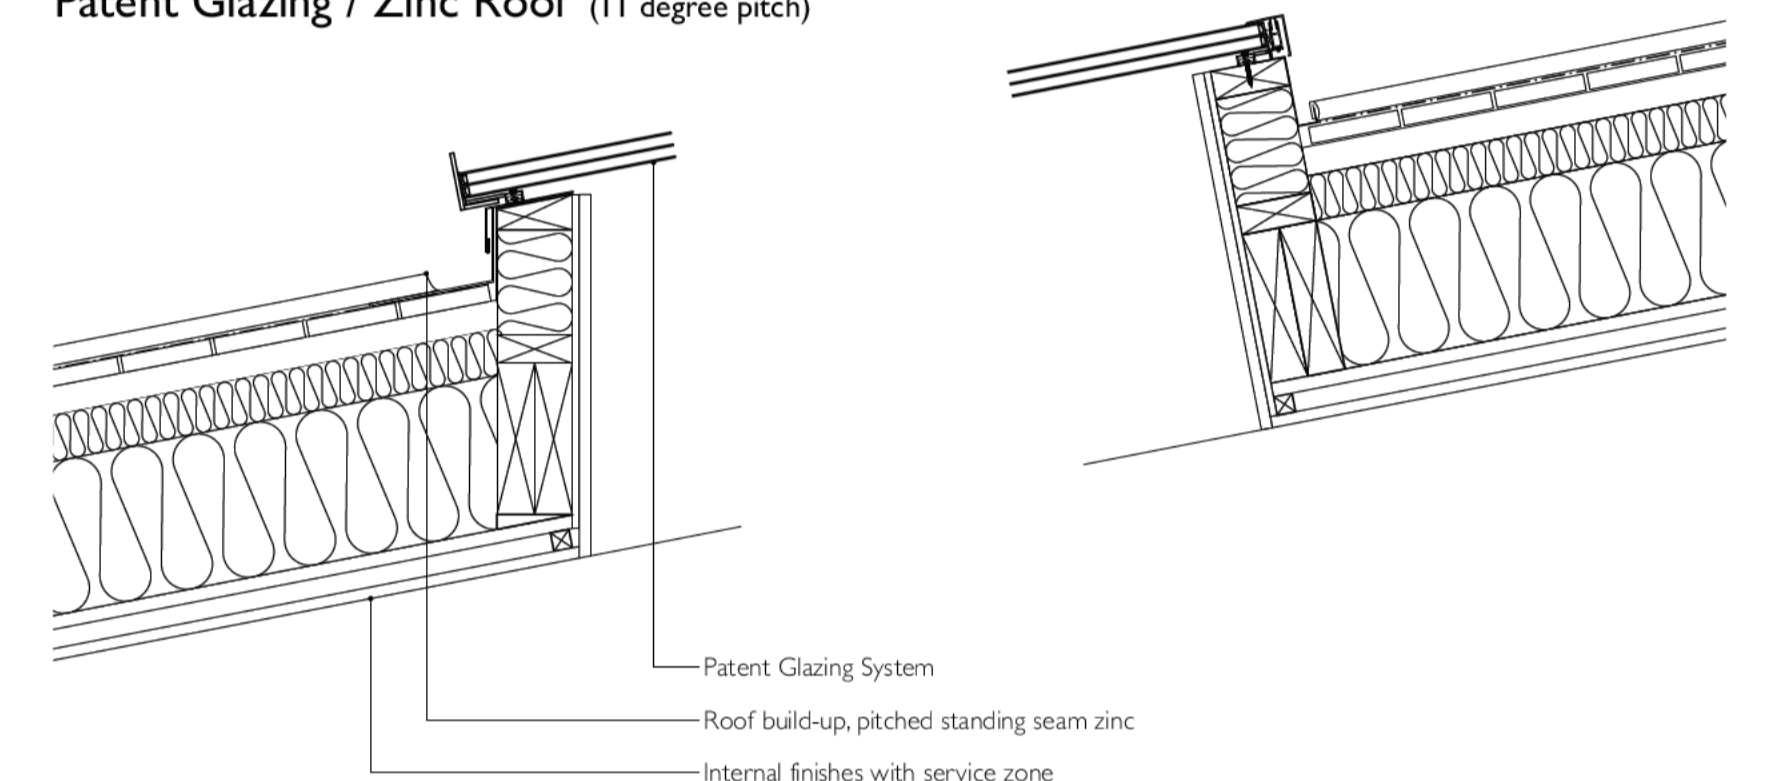 Patent Glazing / Zinc Roof (11 degree pitch)
Patent Glazing System
Roof build-up, pitched standing seam zinc
Internal finishes with service zone